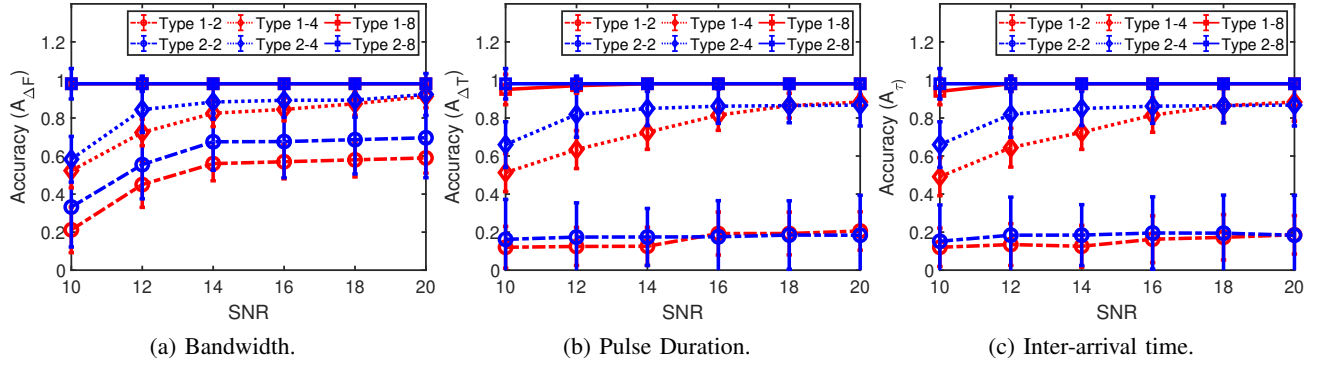 Type 1-2 Type 1-4 Type 1-8
Type 2-2 Type 2-4 Type 2-8
Accuracy (A_ΔF)
1.2
1
0.8
0.6
0.4
0.2
0
10 12 14 16 18 20
SNR
(a) Bandwidth.
Type 1-2 Type 1-4 Type 1-8
Type 2-2 Type 2-4 Type 2-8
Accuracy (A_ΔT)
1.2
1
0.8
0.6
0.4
0.2
0
10 12 14 16 18 20
SNR
(b) Pulse Duration.
Type 1-2 Type 1-4 Type 1-8
Type 2-2 Type 2-4 Type 2-8
Accuracy (A_τ)
1.2
1
0.8
0.6
0.4
0.2
0
10 12 14 16 18 20
SNR
(c) Inter-arrival time.